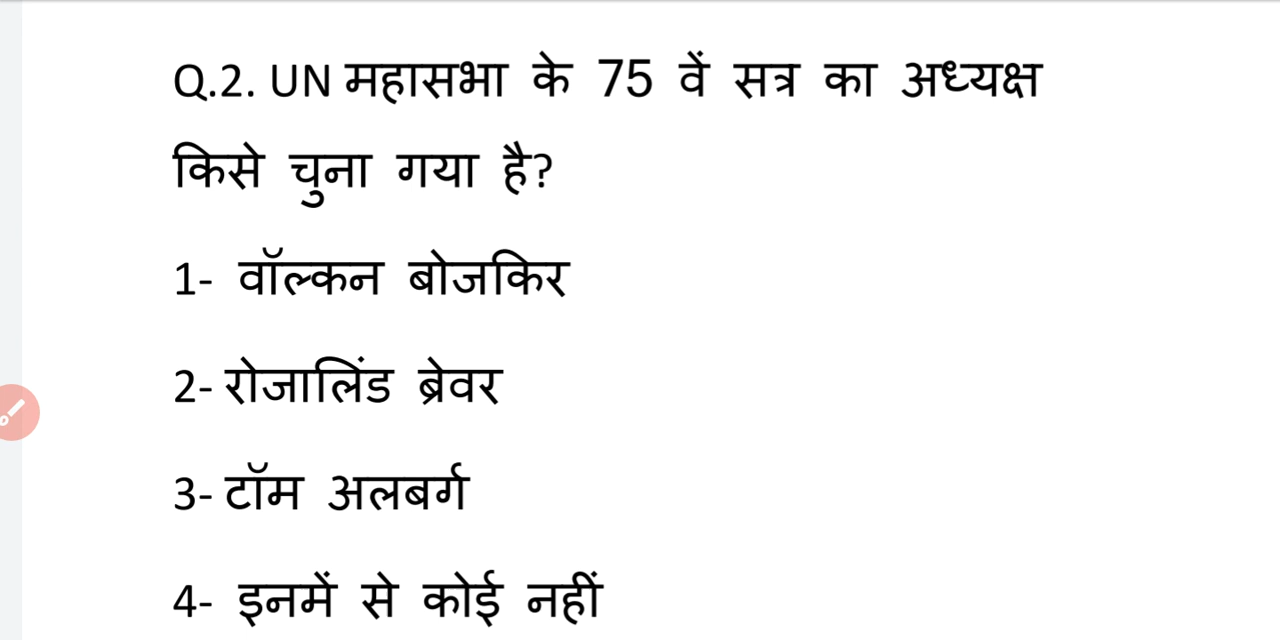 Q.2. UN महासभा के 75 वें सत्र का अध्यक्ष
किसे चुना गया है?
1- वॉल्कन बोजकिर
2- रोजालिंड ब्रेवर
3- टॉम अलबर्ग
4- इनमें से कोई नहीं